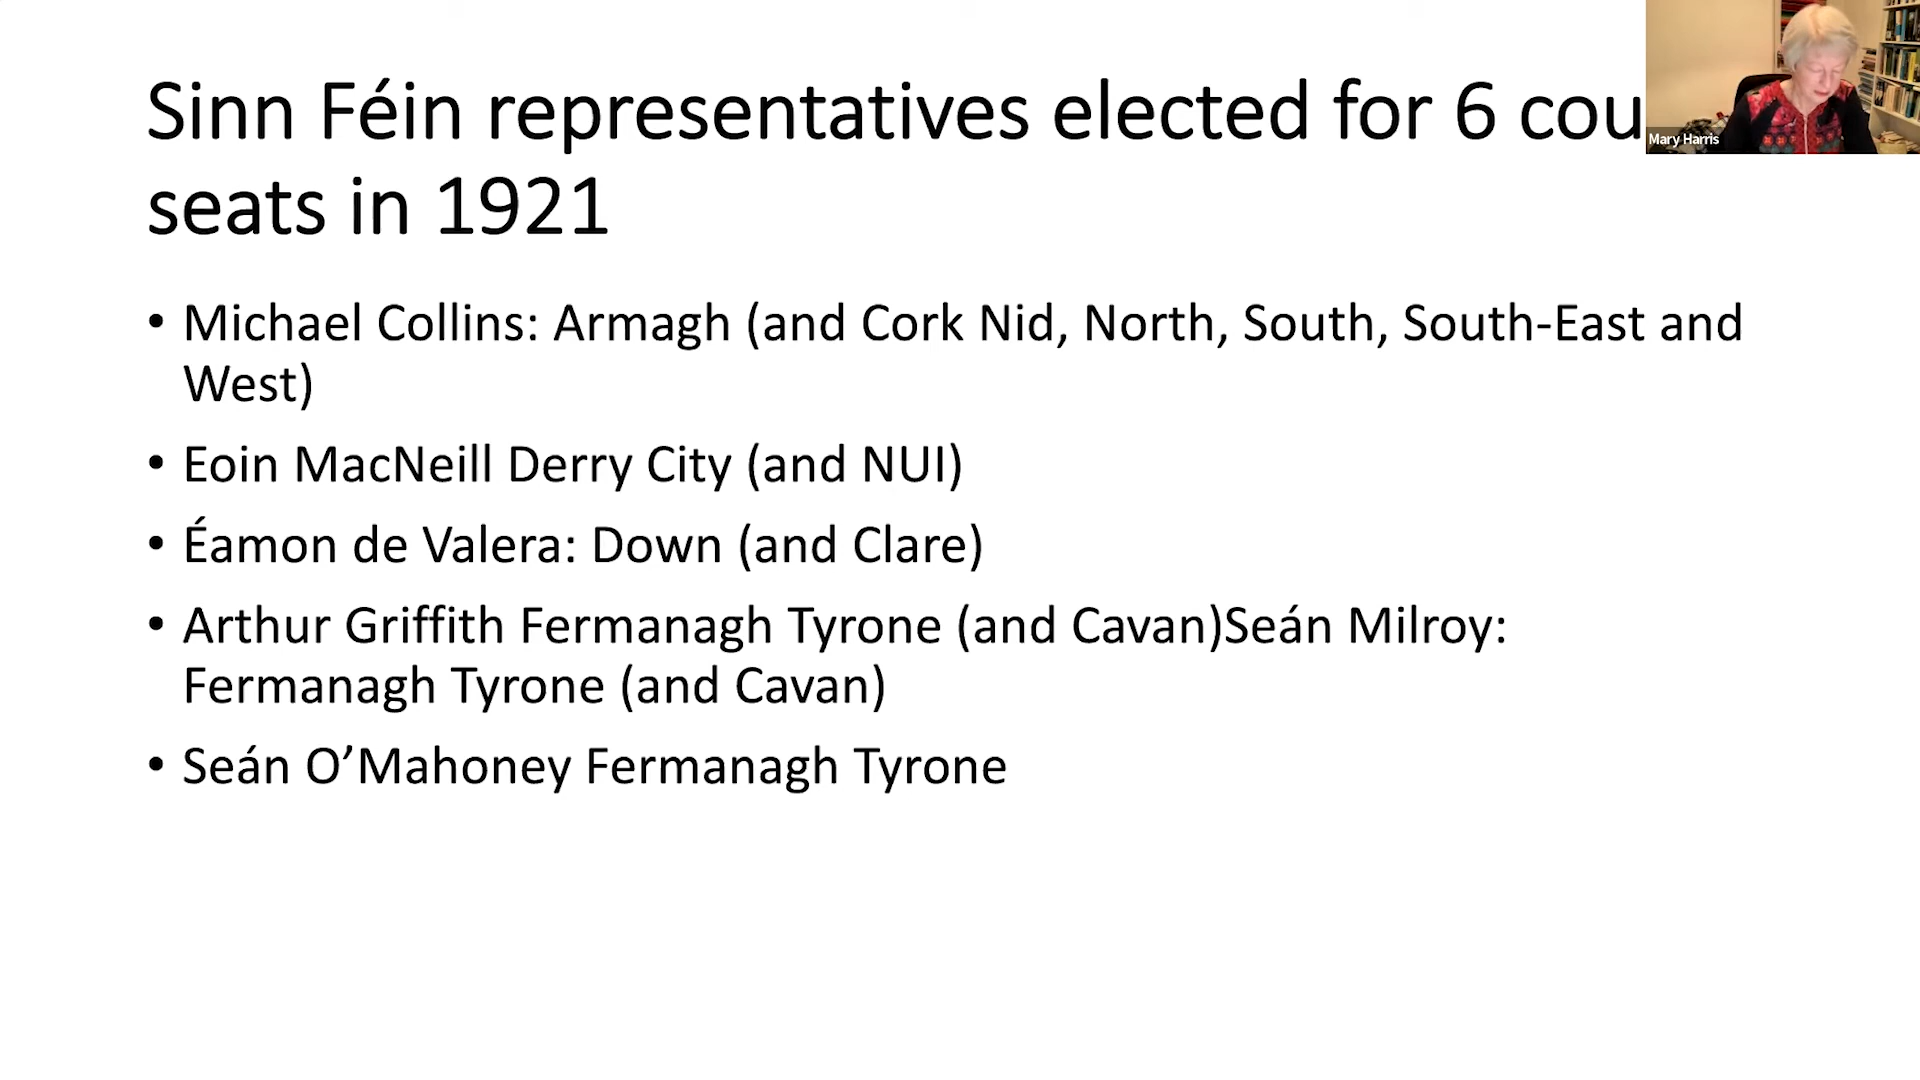 Sinn Féin representatives elected for 6 cou
seats in 1921
• Michael Collins: Armagh (and Cork Nid, North, South, South-East and
West)
• Eoin MacNeill Derry City (and NUI)
• Éamon de Valera: Down (and Clare)
• Arthur Griffith Fermanagh Tyrone (and Cavan)Seán Milroy:
Fermanagh Tyrone (and Cavan)
• Seán O’Mahoney Fermanagh Tyrone
Mary Harris